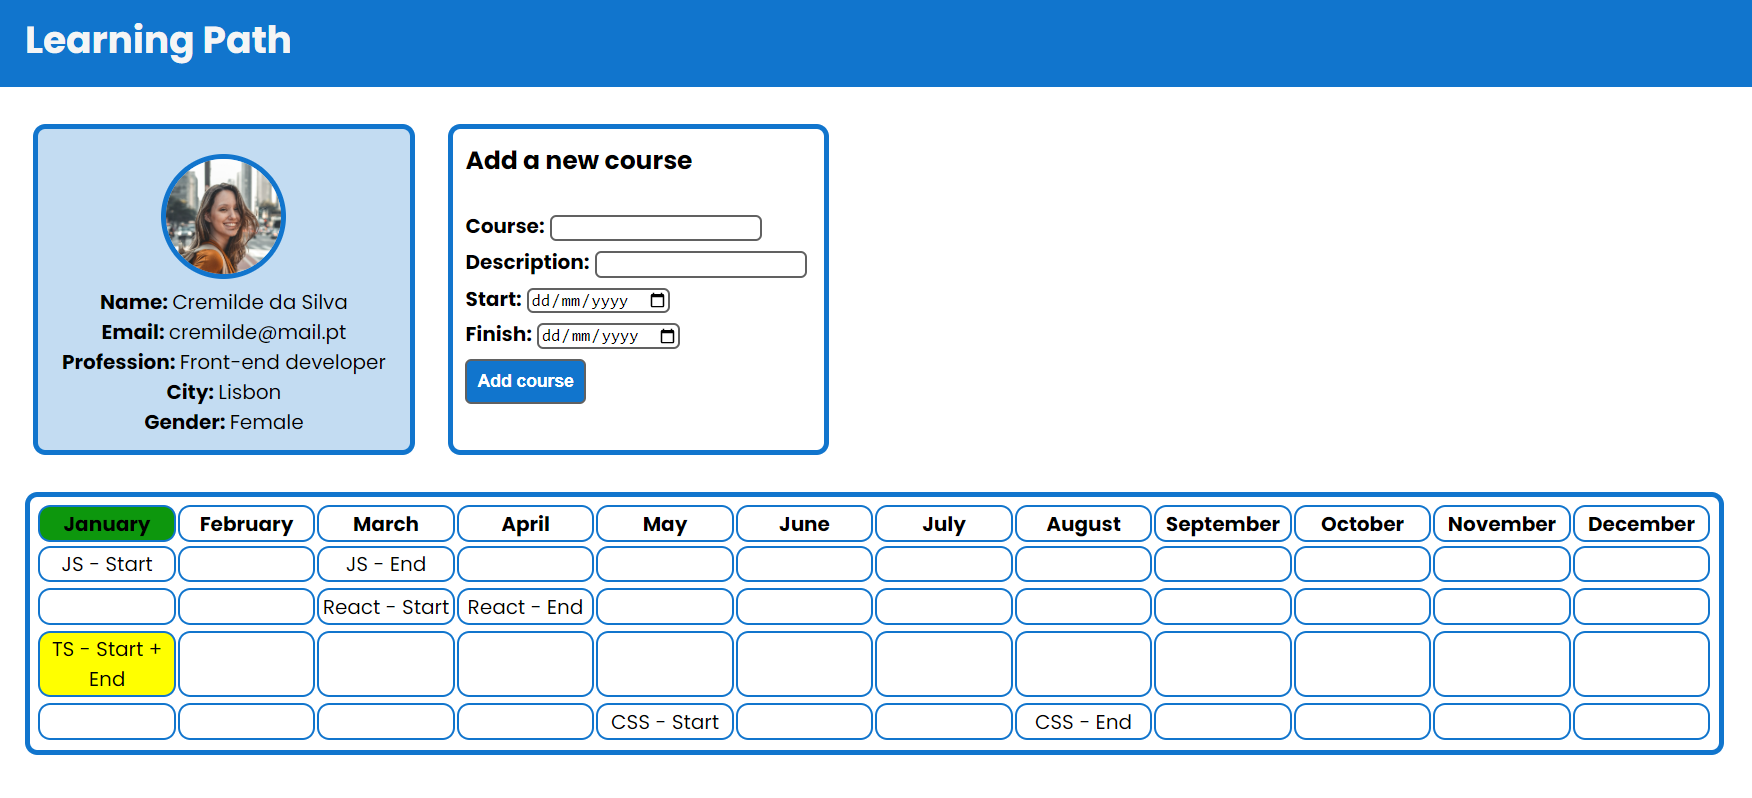 Learning Path
Name: Cremilde da Silva
Email: cremilde@mail.pt
Profession: Front-end developer
City: Lisbon
Gender: Female
Add a new course
Course:
Description:
Start: dd/mm/yyyy
Finish: dd/mm/yyyy
Add course
January February March April May June July August September October November December
JS - Start JS - End
React - Start React - End
TS - Start +
End
CSS - Start CSS - End